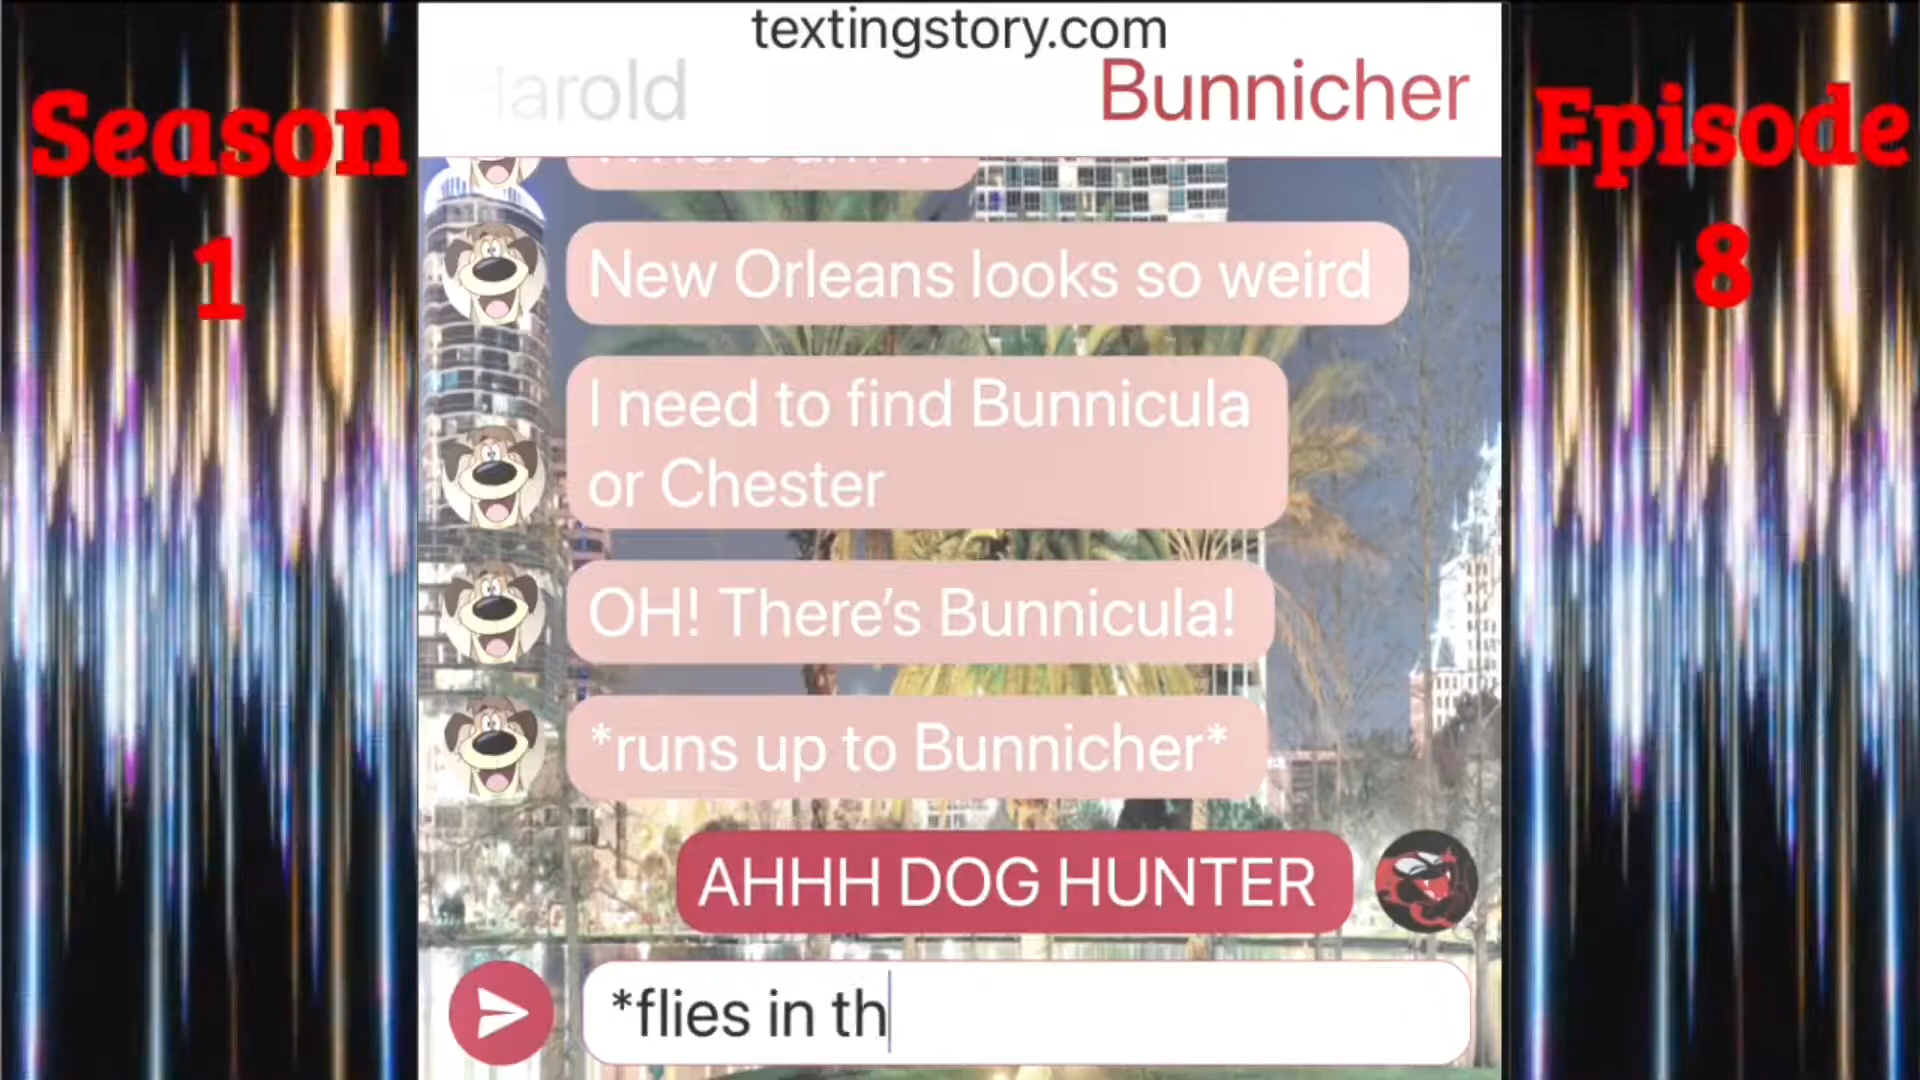 textingstory.com
Harold
Bunnicher
Season
1
Episode
8
New Orleans looks so weird
I need to find Bunnicula
or Chester
OH! There’s Bunnicula!
*runs up to Bunnicher*
AHHH DOG HUNTER
*flies in th